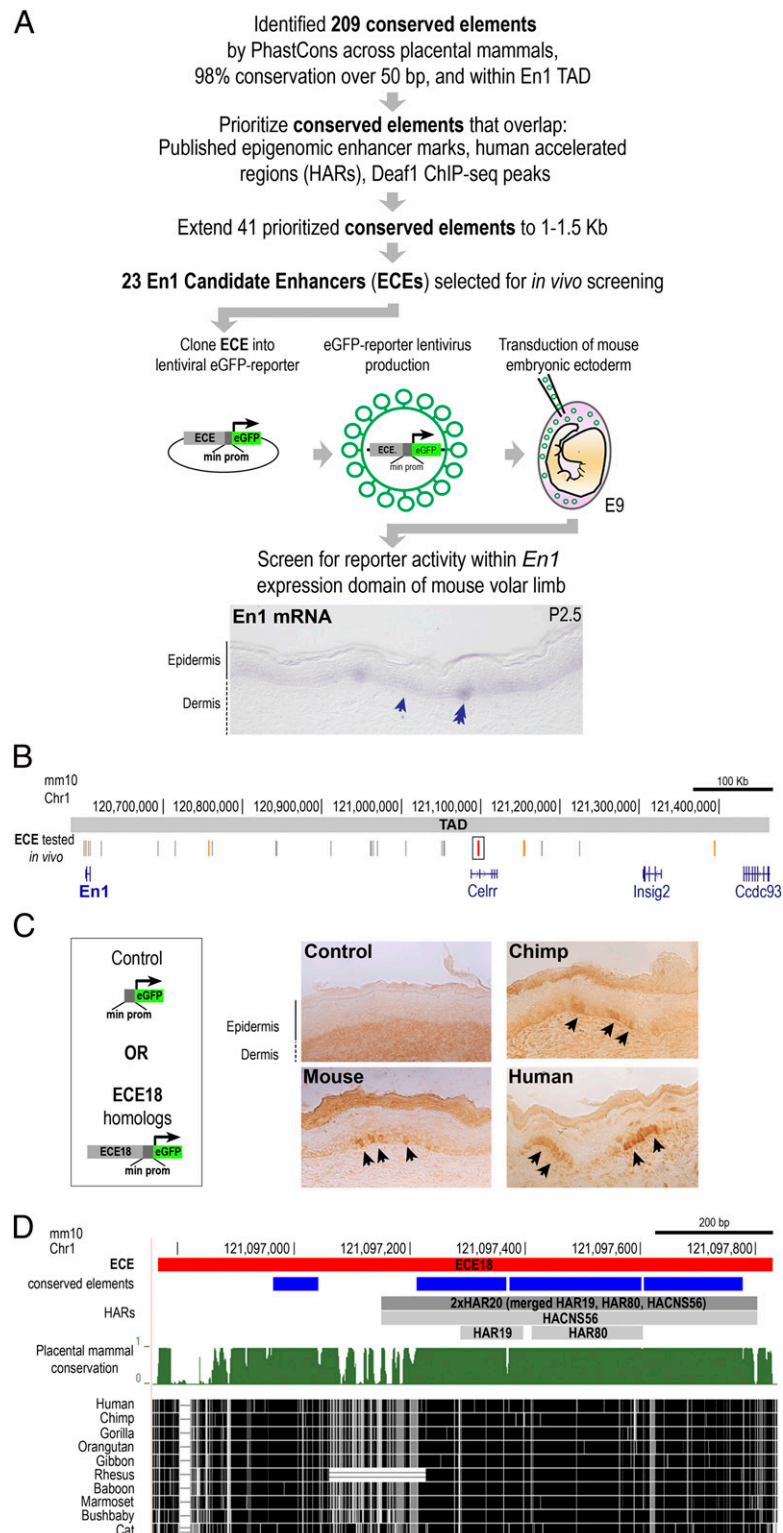 A
Identified 209 conserved elements
by PhastCons across placental mammals,
98% conservation over 50 bp, and within En1 TAD
Prioritize conserved elements that overlap:
Published epigenomic enhancer marks, human accelerated
regions (HARs), Deaf1 ChIP-seq peaks
Extend 41 prioritized conserved elements to 1-1.5 Kb
23 En1 Candidate Enhancers (ECEs) selected for in vivo screening
Clone ECE into
lentiviral eGFP-reporter
eGFP-reporter lentivirus
production
Transduction of mouse
embryonic ectoderm
ECE
eGFP
min prom
ECE.
eGFP
min prom
E9
Screen for reporter activity within En1
expression domain of mouse volar limb
En1 mRNA
P2.5
Epidermis
Dermis
B
mm10
Chr1
100 Kb
120,700,000
120,800,000
120,900,000
121,000,000
121,100,000
121,200,000
121,300,000
121,400,000
TAD
ECE tested
in vivo
En1
Celrr
Insig2
Ccdc93
C
Control
eGFP
min prom
OR
ECE18
homologs
ECE18
eGFP
min prom
Epidermis
Dermis
Control
Chimp
Mouse
Human
D
mm10
Chr1
200 bp
121,097,000
121,097,200
121,097,400
121,097,600
121,097,800
ECE
ECE18
conserved elements
HARs
2xHAR20 (merged HAR19, HAR80, HACNS56)
HACNS56
HAR19
HAR80
Placental mammal
conservation
1
0
Human
Chimp
Gorilla
Orangutan
Gibbon
Rhesus
Baboon
Marmoset
Bushbaby
Cat